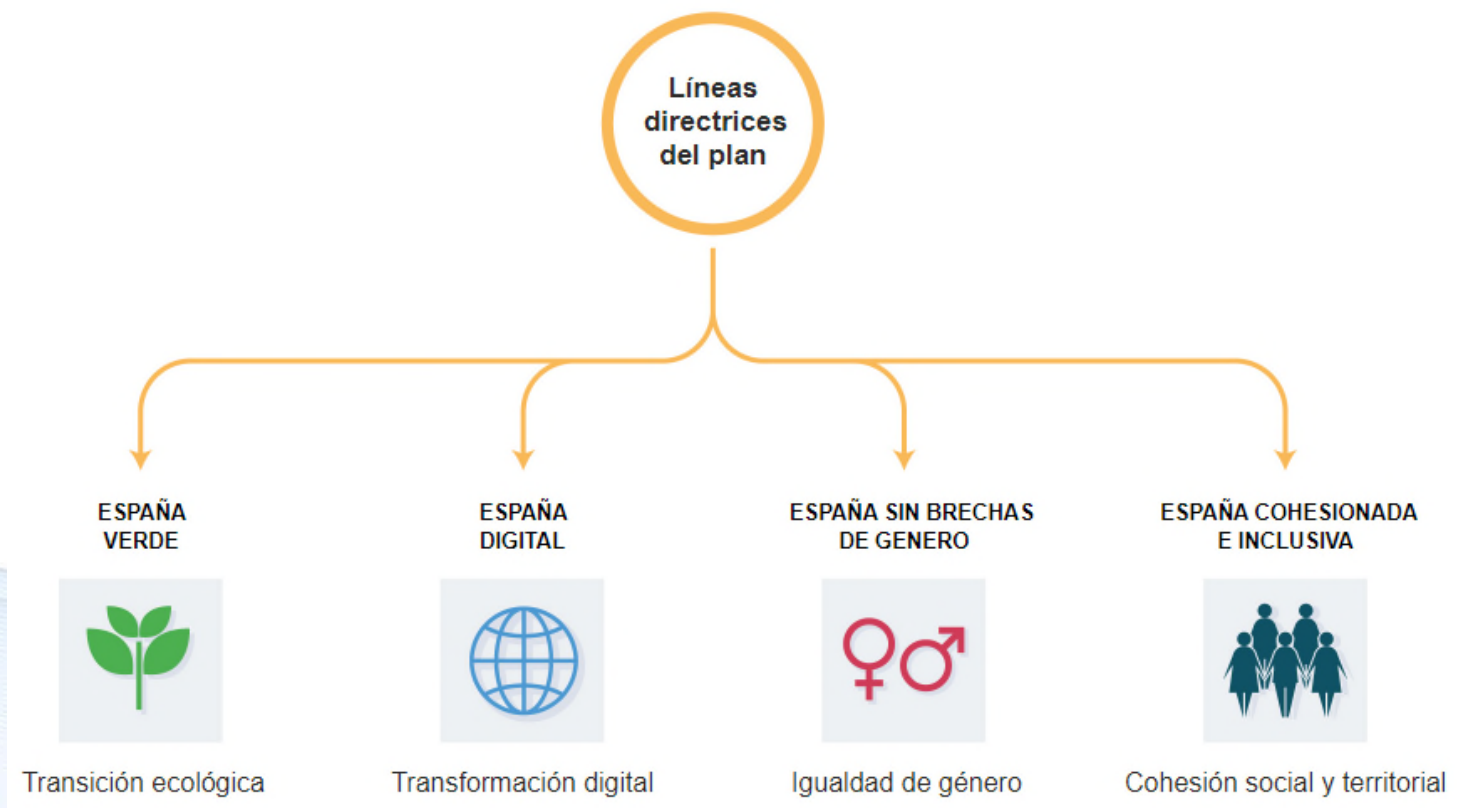 Líneas
directrices
del plan
ESPAÑA
VERDE
ESPAÑA
DIGITAL
ESPAÑA SIN BRECHAS
DE GENERO
ESPAÑA COHESIONADA
E INCLUSIVA
Transición ecológica
Transformación digital
Igualdad de género
Cohesión social y territorial